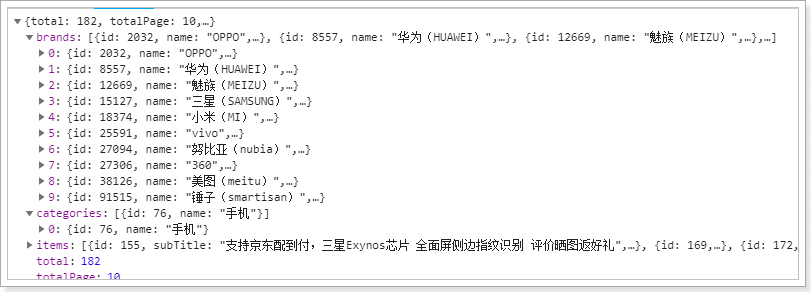 {total: 182, totalPage: 10,…}
brands: [{id: 2032, name: "OPPO",…}, {id: 8557, name: "华为（HUAWEI）",…}, {id: 12669, name: "魅族（MEIZU）",…},…]
0: {id: 2032, name: "OPPO",…}
1: {id: 8557, name: "华为（HUAWEI）",…}
2: {id: 12669, name: "魅族（MEIZU）",…}
3: {id: 15127, name: "三星（SAMSUNG）",…}
4: {id: 18374, name: "小米（MI）",…}
5: {id: 25591, name: "vivo",…}
6: {id: 27094, name: "努比亚（nubia）",…}
7: {id: 27306, name: "360",…}
8: {id: 38126, name: "美图（meitu）",…}
9: {id: 91515, name: "锤子（smartisan）",…}
categories: [{id: 76, name: "手机"}]
0: {id: 76, name: "手机"}
items: [{id: 155, subTitle: "支持京东配到付，三星Exynos芯片 全面屏侧边指纹识别 评价晒图返好礼",…}, {id: 169,…}, {id: 172,
total: 182
totalPage: 10